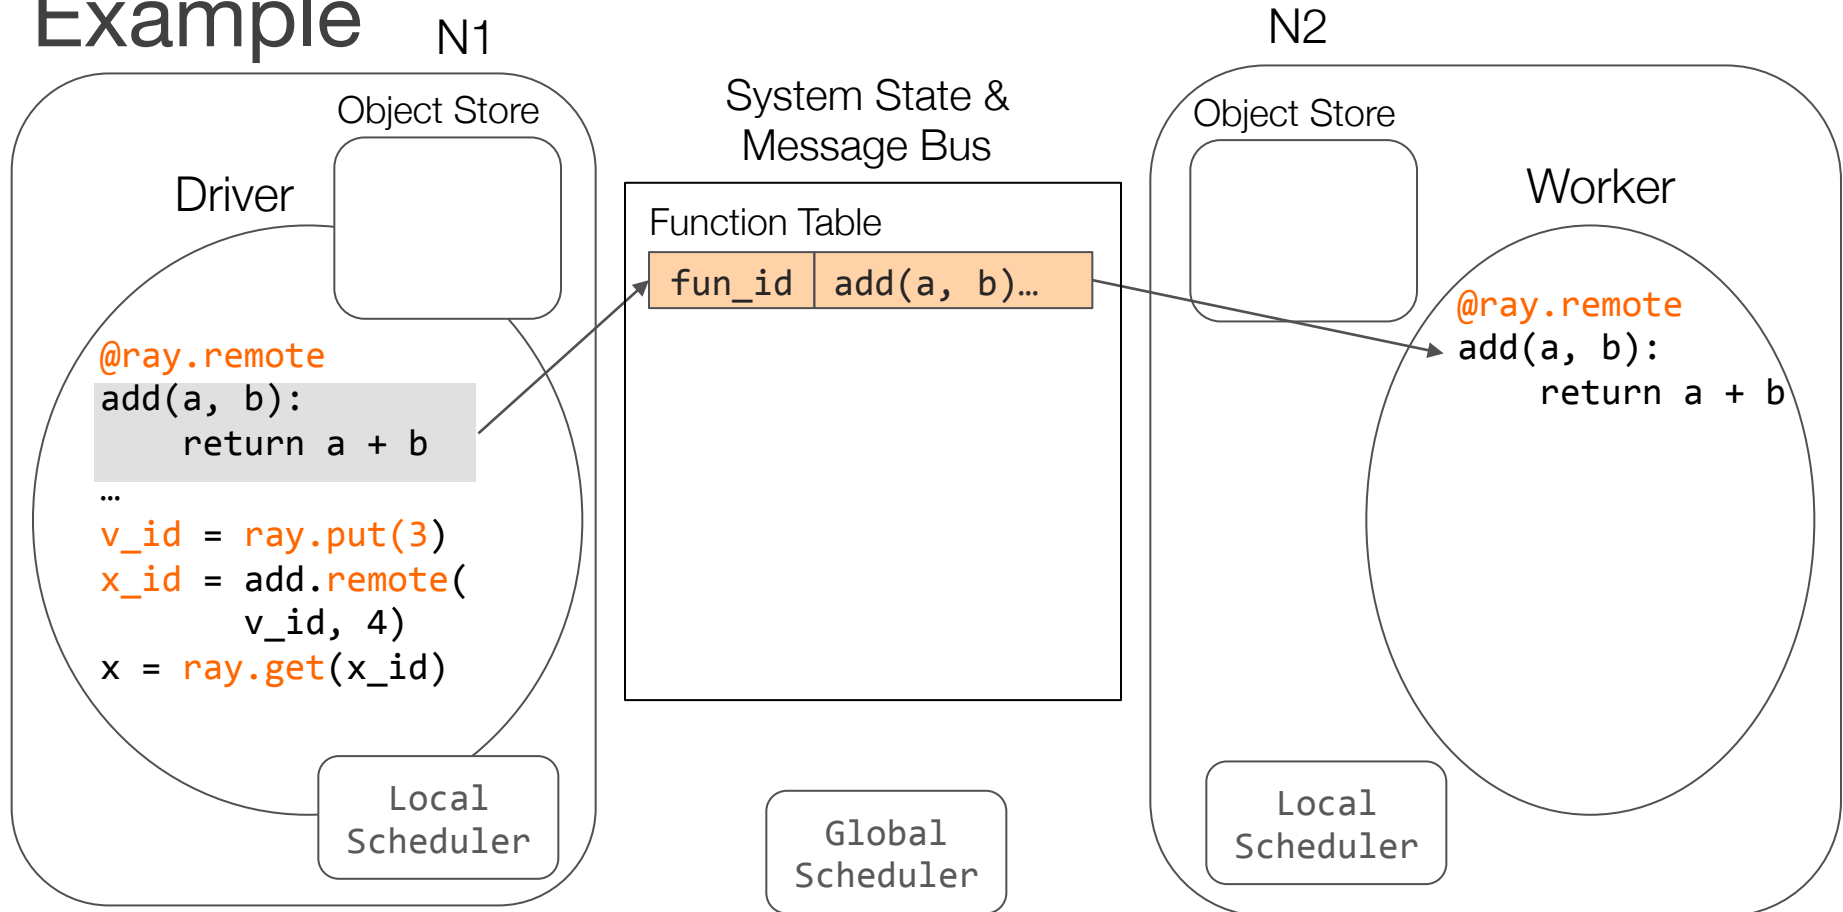 Example
N1
Object Store
Driver
@ray.remote
add(a, b):
    return a + b
…
v_id = ray.put(3)
x_id = add.remote(
        v_id, 4)
x = ray.get(x_id)
Local
Scheduler
System State &
Message Bus
Function Table
fun_id add(a, b)…
Global
Scheduler
N2
Object Store
Worker
@ray.remote
add(a, b):
    return a + b
Local
Scheduler